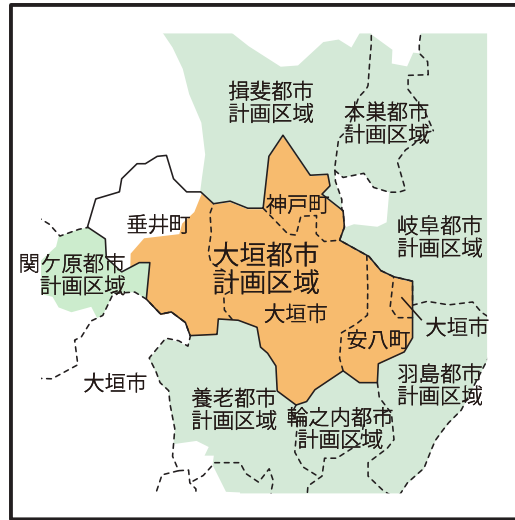 揖斐都市
計画区域
本巣都市
計画区域
神戸町
垂井町
岐阜都市
計画区域
大垣都市
計画区域
関ケ原都市
計画区域
大垣市
大垣市
安八町
大垣市
羽島都市
計画区域
養老都市
計画区域
輪之内都市
計画区域